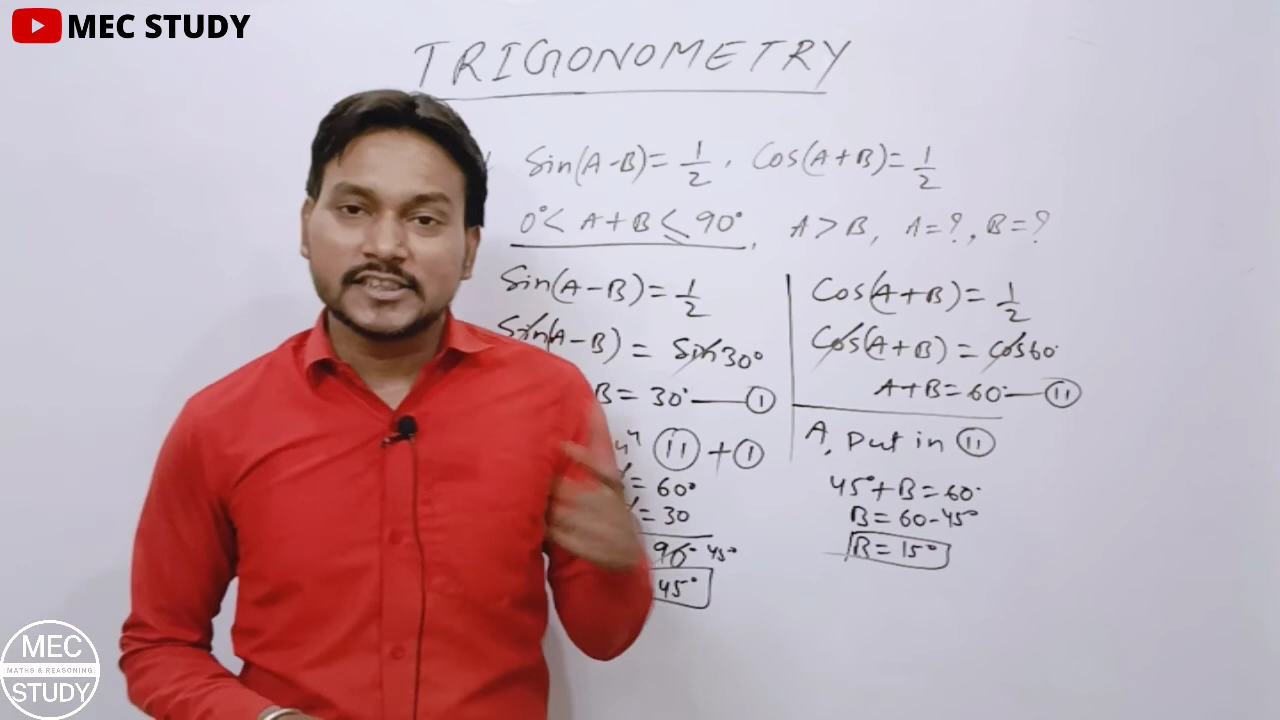 MEC STUDY
TRIGONOMETRY
Sin(A-B)=1/2, Cos(A+B)=1/2
0°< A+B ≤ 90°, A>B, A=?, B=?
Sin(A-B)=1/2
Sin(A-B) = Sin30°
B= 30° — (1)
(11)+(1)
= 60°
= 30
90° 45°
45°
Cos(A+B)=1/2
Cos(A+B) = Cos60°
A+B=60° — (11)
A, Put in (11)
45°+B=60°
B=60-45°
B=15°
MEC
MATHS & REASONING
STUDY